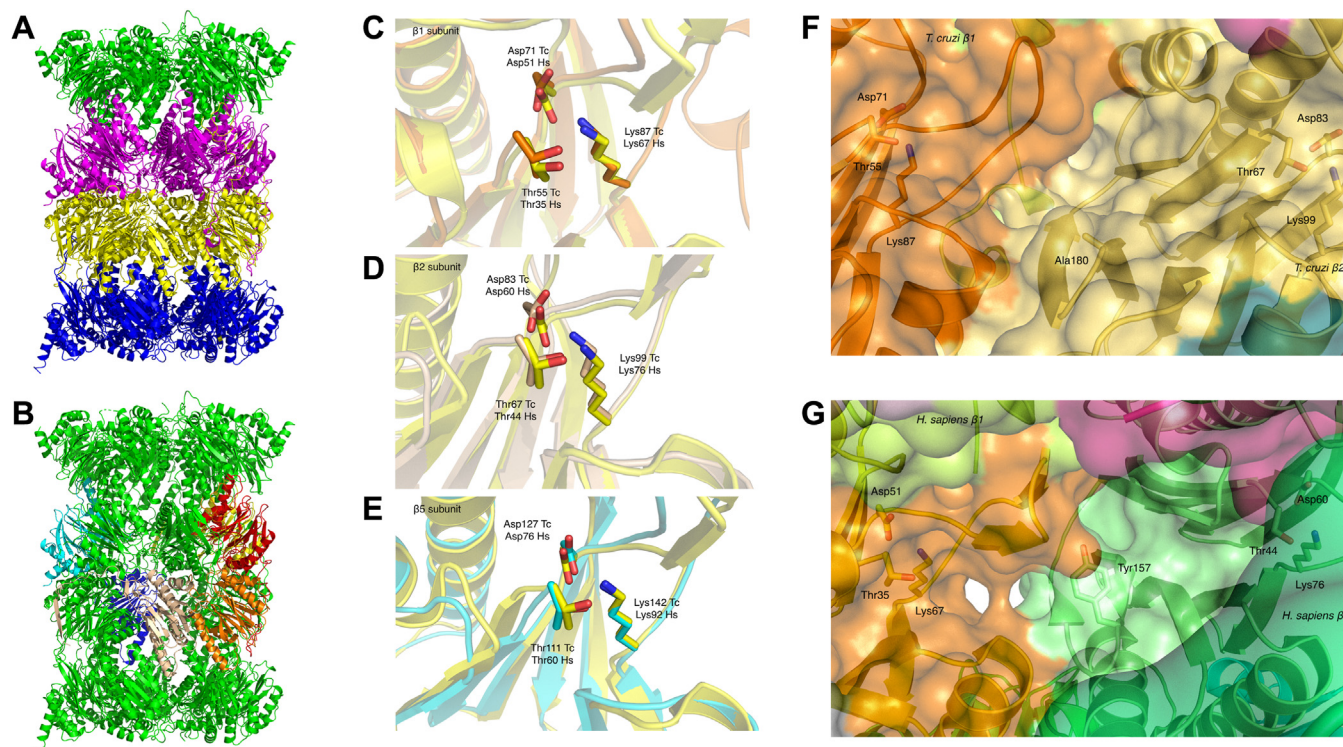 A
B
C
β1 subunit
Asp71 Tc
Asp51 Hs
Lys87 Tc
Lys67 Hs
Thr55 Tc
Thr35 Hs
D
β2 subunit
Asp83 Tc
Asp60 Hs
Lys99 Tc
Lys76 Hs
Thr67 Tc
Thr44 Hs
E
β5 subunit
Asp127 Tc
Asp76 Hs
Lys142 Tc
Lys92 Hs
Thr111 Tc
Thr60 Hs
F
T. cruzi β1
Asp71
Asp83
Thr55
Thr67
Lys87
Lys99
Ala180
T. cruzi β2
G
H. sapiens β1
Asp51
Asp60
Thr44
Tyr157
Lys76
Thr35
Lys67
H. sapiens β